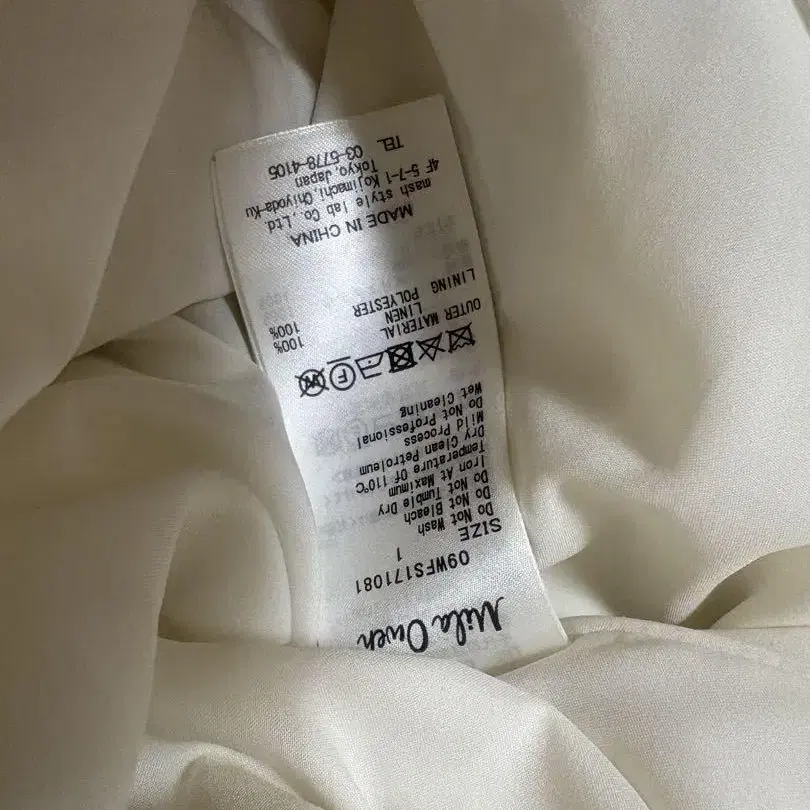 Mila Owen
09WFS171081
1
SIZE
Do Not Wash
Do Not Bleach
Do Not Tumble Dry
Iron At Maximum
Temperature Of 110℃
Dry Clean Petroleum
Mild Process
Do Not Professional
Wet Cleaning
F W
OUTER MATERIAL
LINEN 100%
LINING
POLYESTER 100%
MADE IN CHINA
mash style lab Co.,Ltd.
4F 5-7-1 Kojimachi,Chiyoda-Ku
Tokyo,Japan
TEL 03-5778-4105